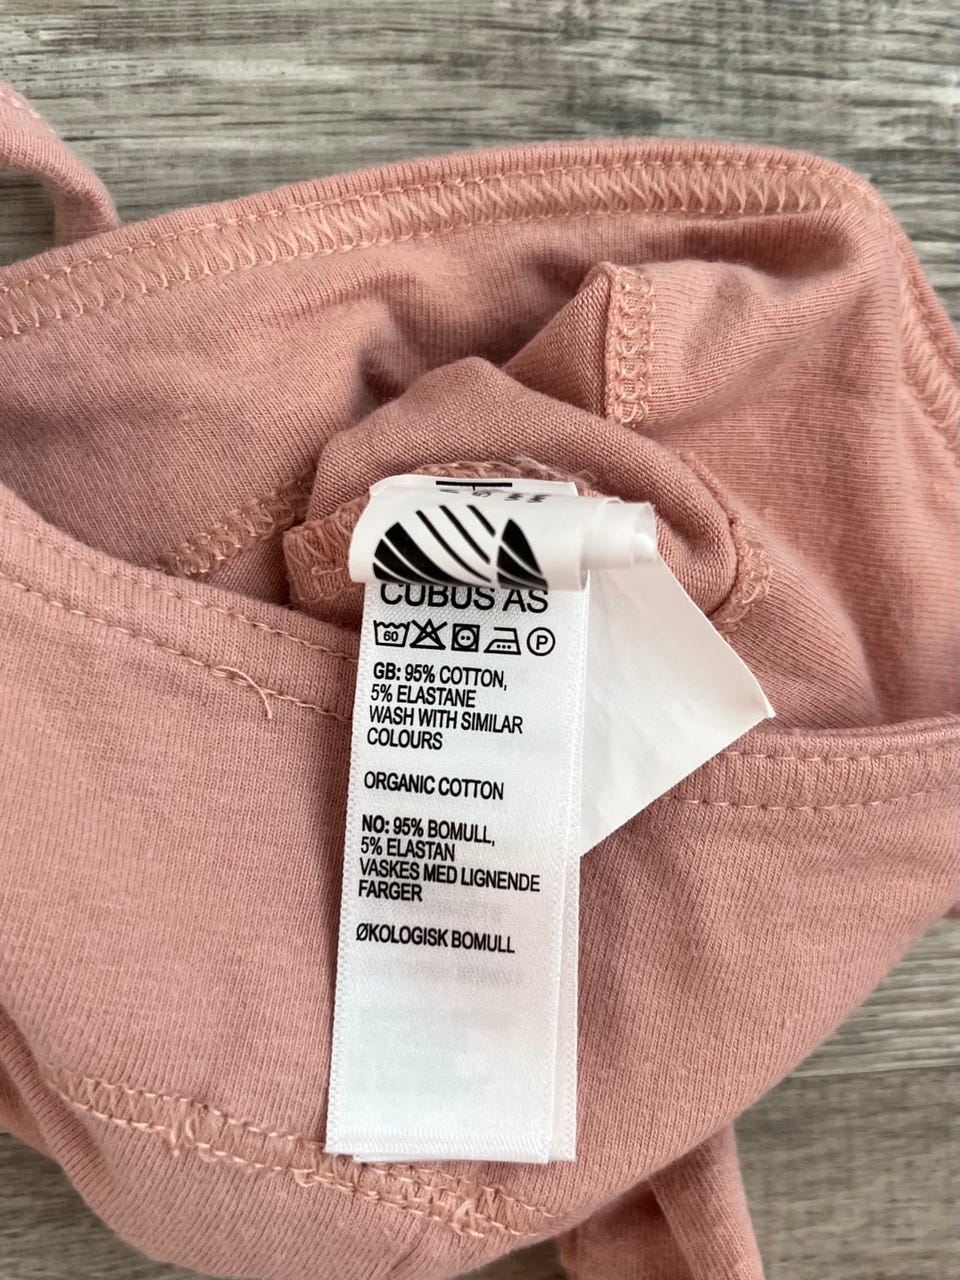 CUBUS AS
60 P
GB: 95% COTTON,
5% ELASTANE
WASH WITH SIMILAR
COLOURS
ORGANIC COTTON
NO: 95% BOMULL,
5% ELASTAN
VASKES MED LIGNENDE
FARGER
ØKOLOGISK BOMULL